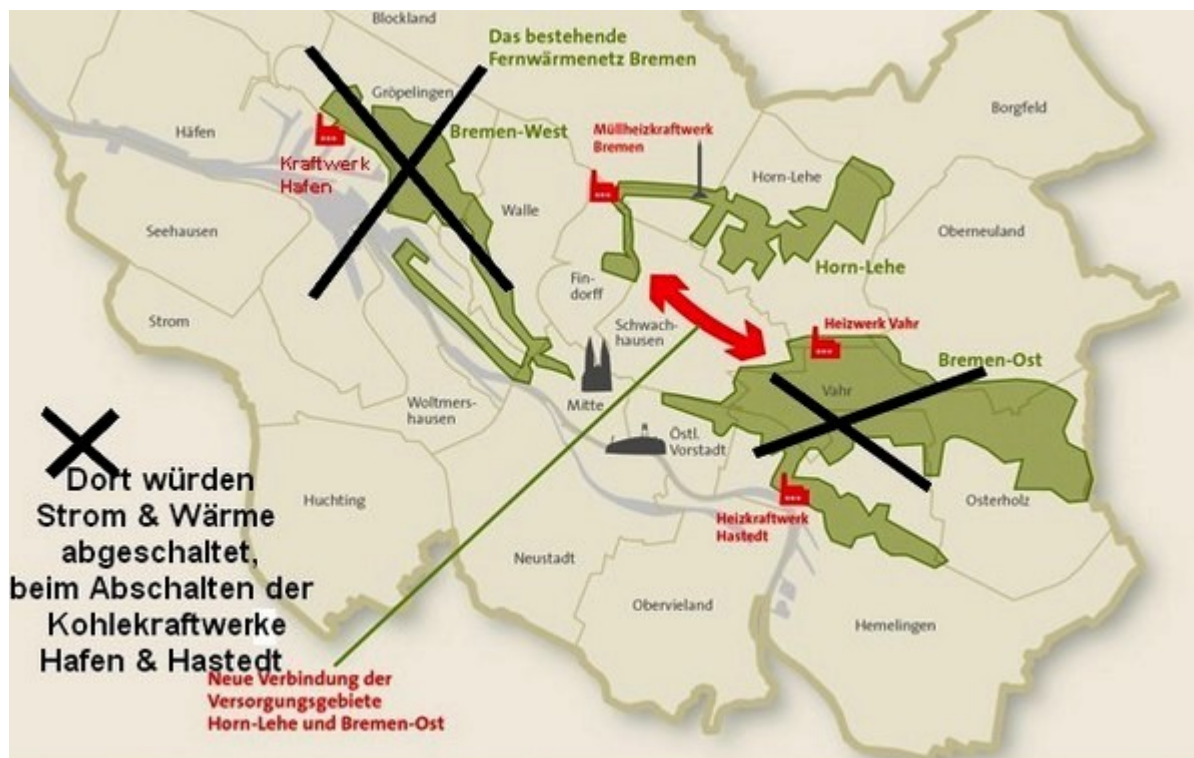 Blockland
Das bestehende
Fernwärmenetz Bremen
Gröpelingen
Borgfeld
Häfen
Bremen-West
Müllheizkraftwerk
Bremen
Kraftwerk
Hafen
Horn-Lehe
Walle
Seehausen
Oberneuland
Horn-Lehe
Fin-
dorff
Strom
Schwach-
hausen
Heizwerk Vahr
Bremen-Ost
Vahr
Mitte
Woltmers-
hausen
Östl.
Vorstadt
Dort würden
Strom & Wärme
abgeschaltet,
beim Abschalten der
Kohlekraftwerke
Hafen & Hastedt
Huchting
Osterholz
Heizkraftwerk
Hastedt
Neustadt
Obervieland
Hemelingen
Neue Verbindung der
Versorgungsgebiete
Horn-Lehe und Bremen-Ost